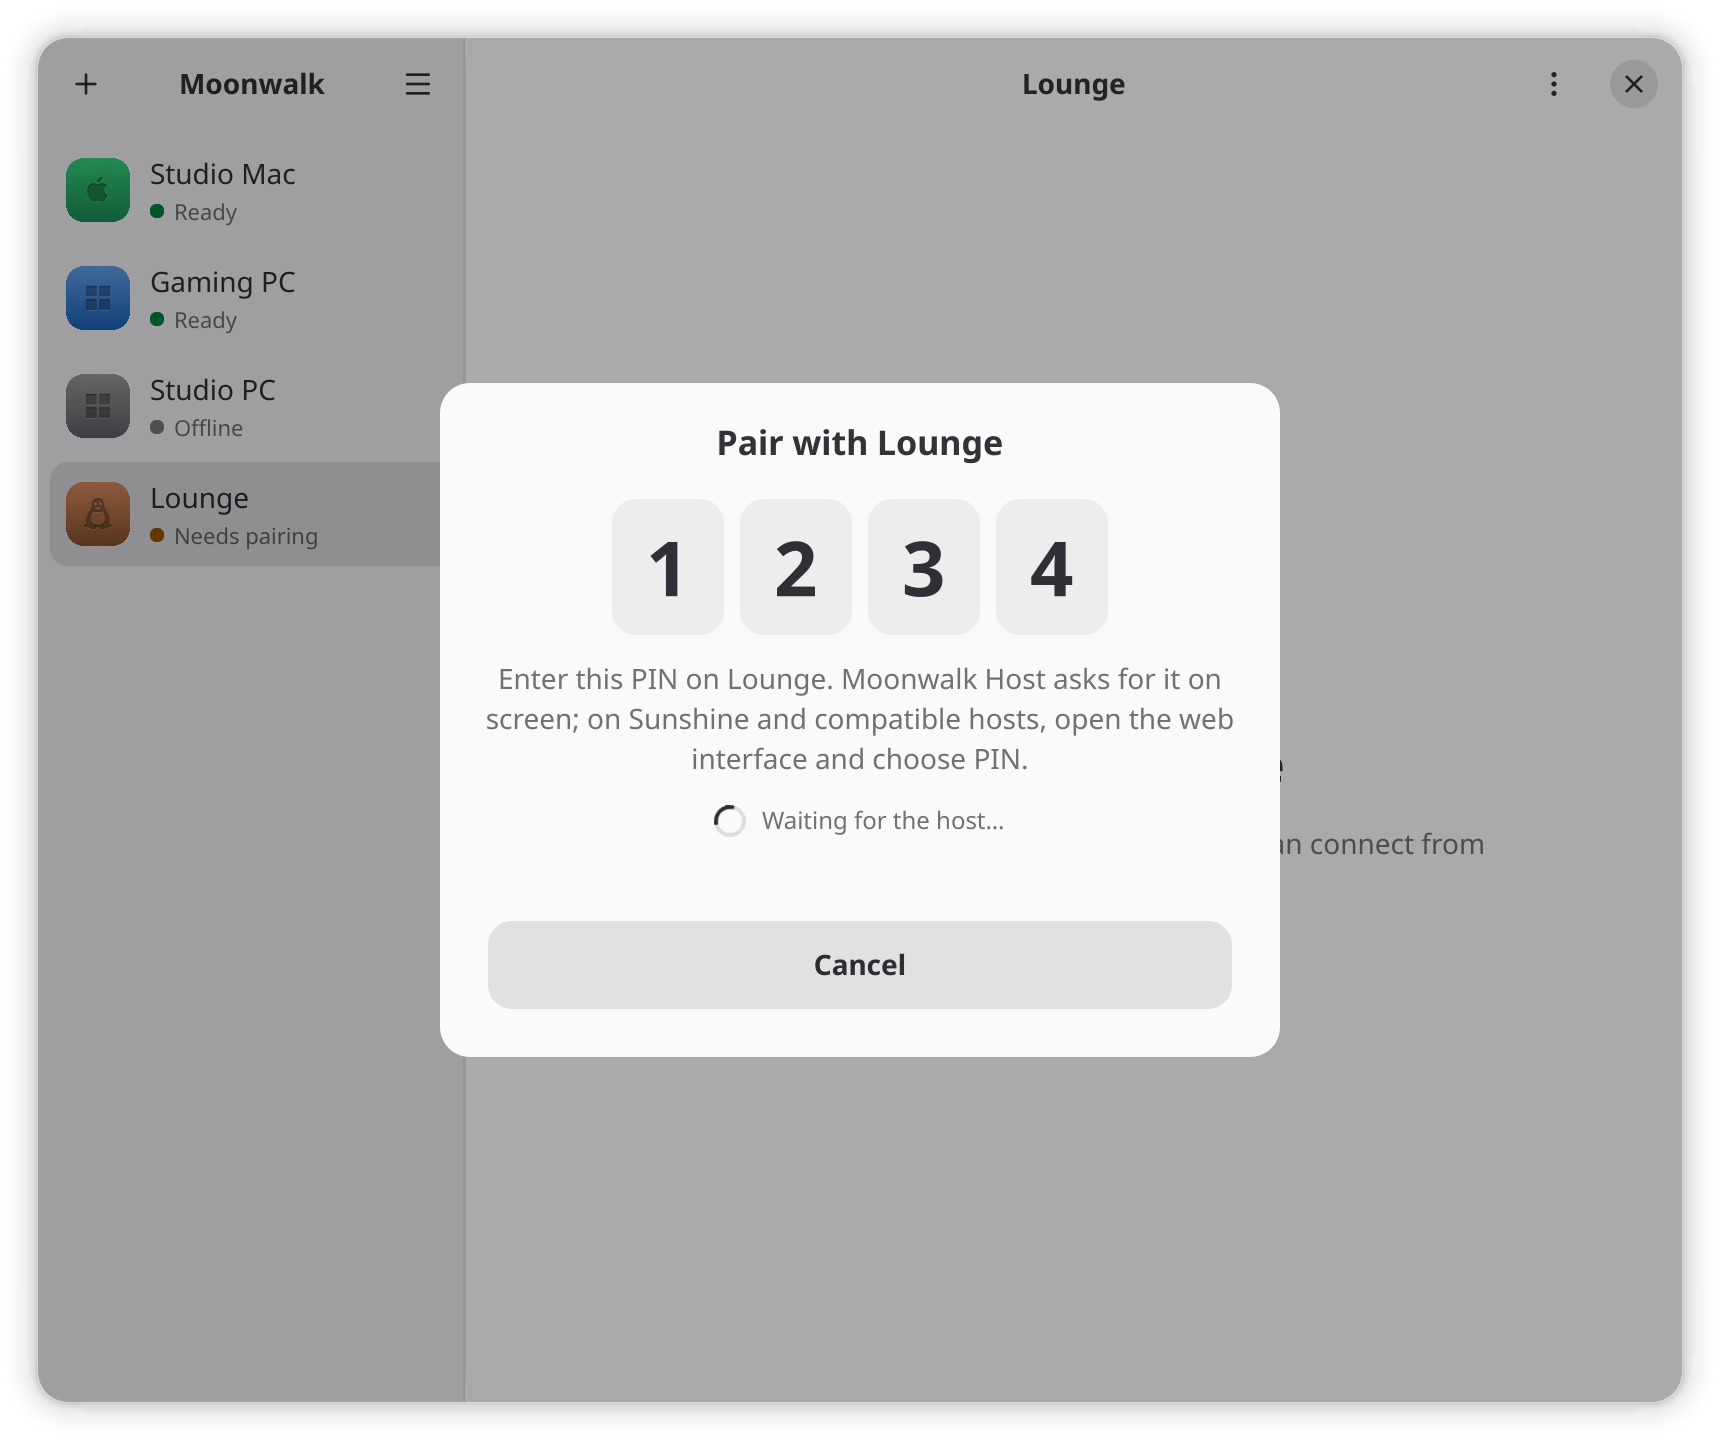 Moonwalk
Lounge
Studio Mac
Ready
Gaming PC
Ready
Studio PC
Offline
Lounge
Needs pairing
Pair with Lounge
1 2 3 4
Enter this PIN on Lounge. Moonwalk Host asks for it on
screen; on Sunshine and compatible hosts, open the web
interface and choose PIN.
Waiting for the host…
connect from
Cancel